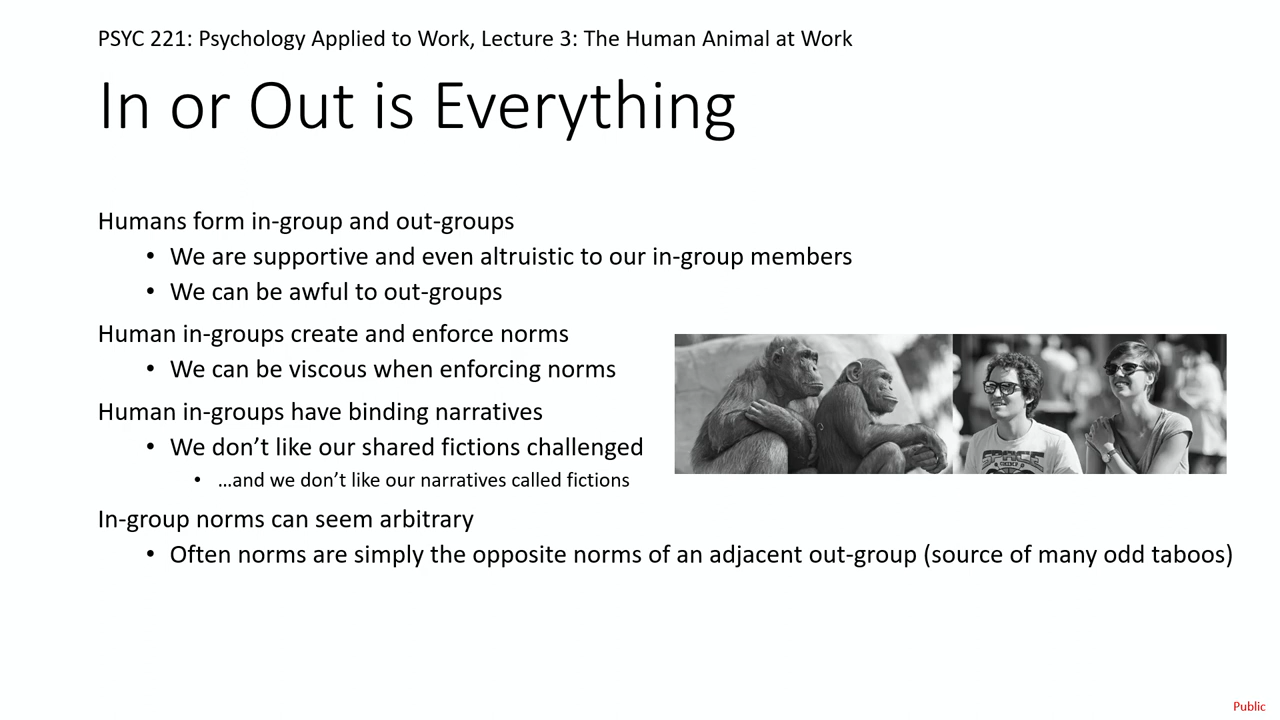 PSYC 221: Psychology Applied to Work, Lecture 3: The Human Animal at Work
In or Out is Everything
Humans form in-group and out-groups
• We are supportive and even altruistic to our in-group members
• We can be awful to out-groups
Human in-groups create and enforce norms
• We can be viscous when enforcing norms
Human in-groups have binding narratives
• We don’t like our shared fictions challenged
• …and we don’t like our narratives called fictions
In-group norms can seem arbitrary
• Often norms are simply the opposite norms of an adjacent out-group (source of many odd taboos)
SPACE
Public